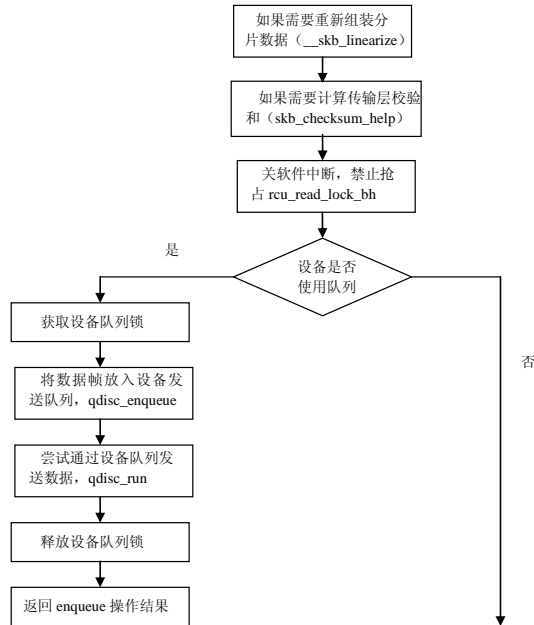 如果需要重新组装分
片数据（__skb_linearize）
如果需要计算传输层校验
和（skb_checksum_help）
关软件中断，禁止抢
占 rcu_read_lock_bh
设备是否
使用队列
是
否
获取设备队列锁
将数据帧放入设备发
送队列，qdisc_enqueue
尝试通过设备队列发
送数据，qdisc_run
释放设备队列锁
返回 enqueue 操作结果